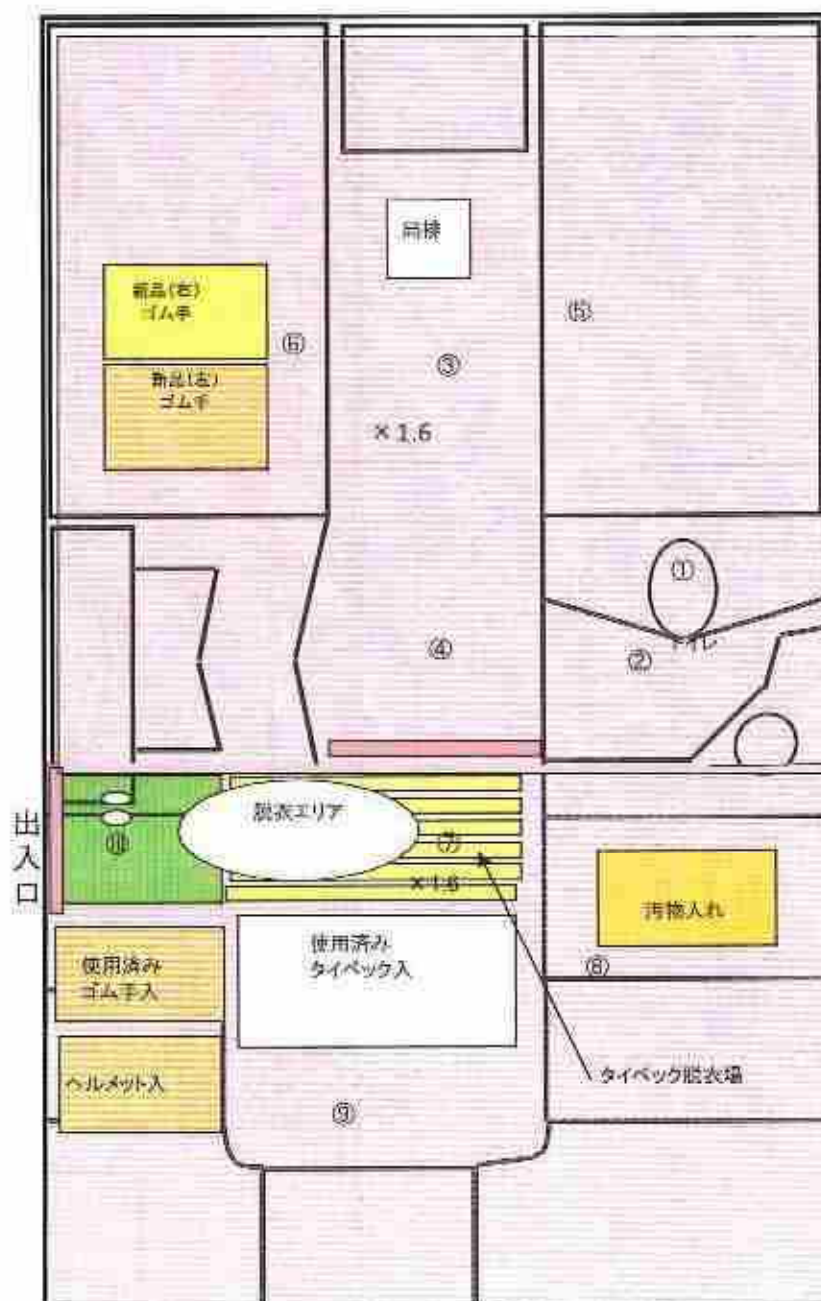 局排
新品(右)
ゴム手
⑤
⑥
新品(左)
ゴム手
③
× 1.6
①
トイレ
②
④
出入口
脱衣エリア
⑦
⑩
× 1.6
汚物入れ
使用済み
タイベック入
使用済み
ゴム手入
⑧
ヘルメット入
タイベック脱衣場
⑨